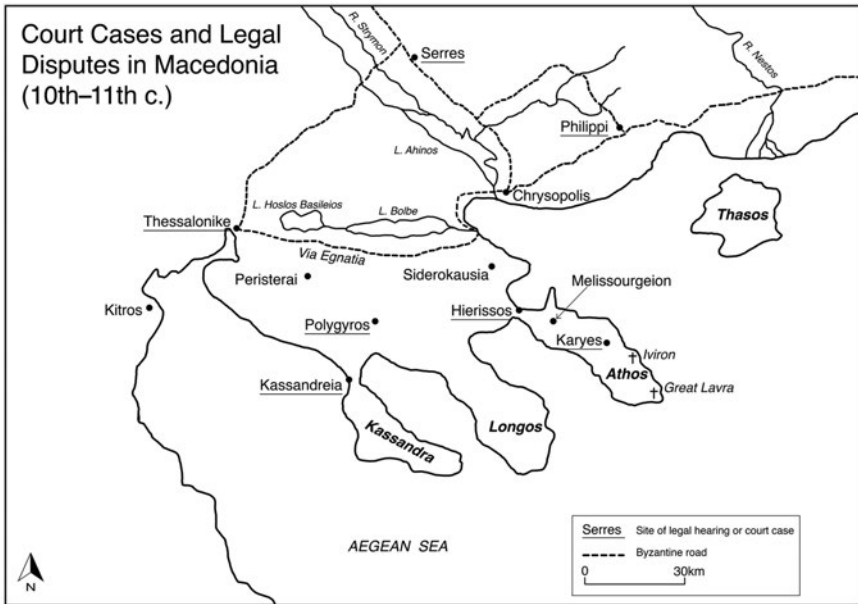 Court Cases and Legal
Disputes in Macedonia
(10th–11th c.)
R. Strymon
Serres
R. Nestos
Philippi
L. Ahinos
Chrysopolis
L. Hoslos Basileios
L. Bolbe
Thasos
Thessalonike
Via Egnatia
Siderokausia
Peristerai
Melissourgeion
Kitros
Hierissos
Polygyros
Karyes
Iviron
Athos
Kassandreia
Great Lavra
Longos
Kassandra
AEGEAN SEA
Serres Site of legal hearing or court case
Byzantine road
0 30km
N